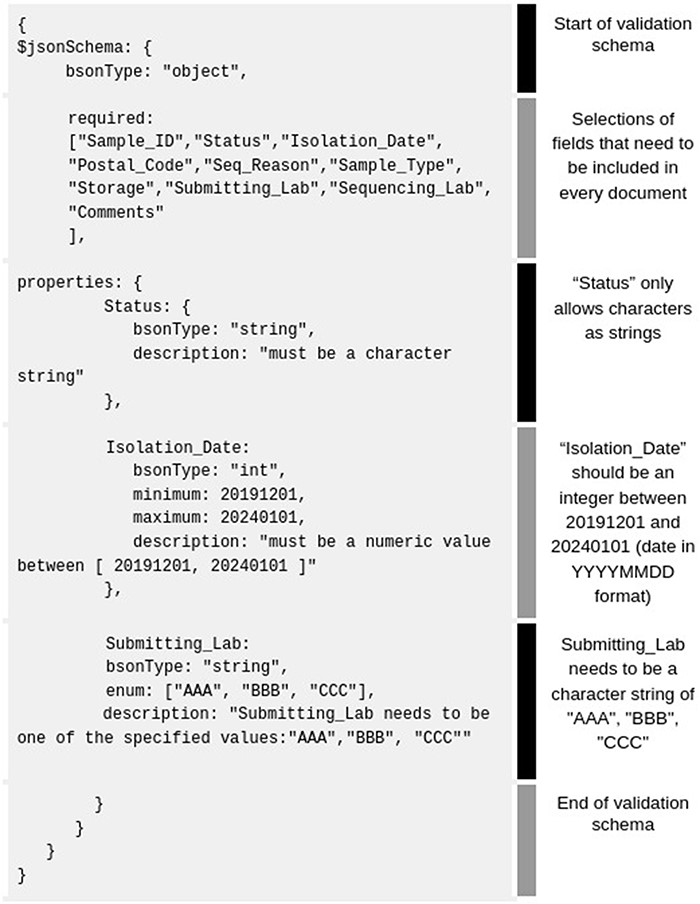 {
$jsonSchema: {
bsonType: "object",
Start of validation
schema
required:
["Sample_ID","Status","Isolation_Date",
"Postal_Code","Seq_Reason","Sample_Type",
"Storage","Submitting_Lab","Sequencing_Lab",
"Comments"
],
Selections of
fields that need to
be included in
every document
properties: {
Status: {
bsonType: "string",
description: "must be a character
string"
},
“Status” only
allows characters
as strings
Isolation_Date:
bsonType: "int",
minimum: 20191201,
maximum: 20240101,
description: "must be a numeric value
between [ 20191201, 20240101 ]"
},
“Isolation_Date”
should be an
integer between
20191201 and
20240101 (date in
YYYYMMDD
format)
Submitting_Lab:
bsonType: "string",
enum: ["AAA", "BBB", "CCC"],
description: "Submitting_Lab needs to be
one of the specified values:"AAA","BBB", "CCC""
Submitting_Lab
needs to be a
character string of
"AAA", "BBB",
"CCC"
}
}
}
}
End of validation
schema